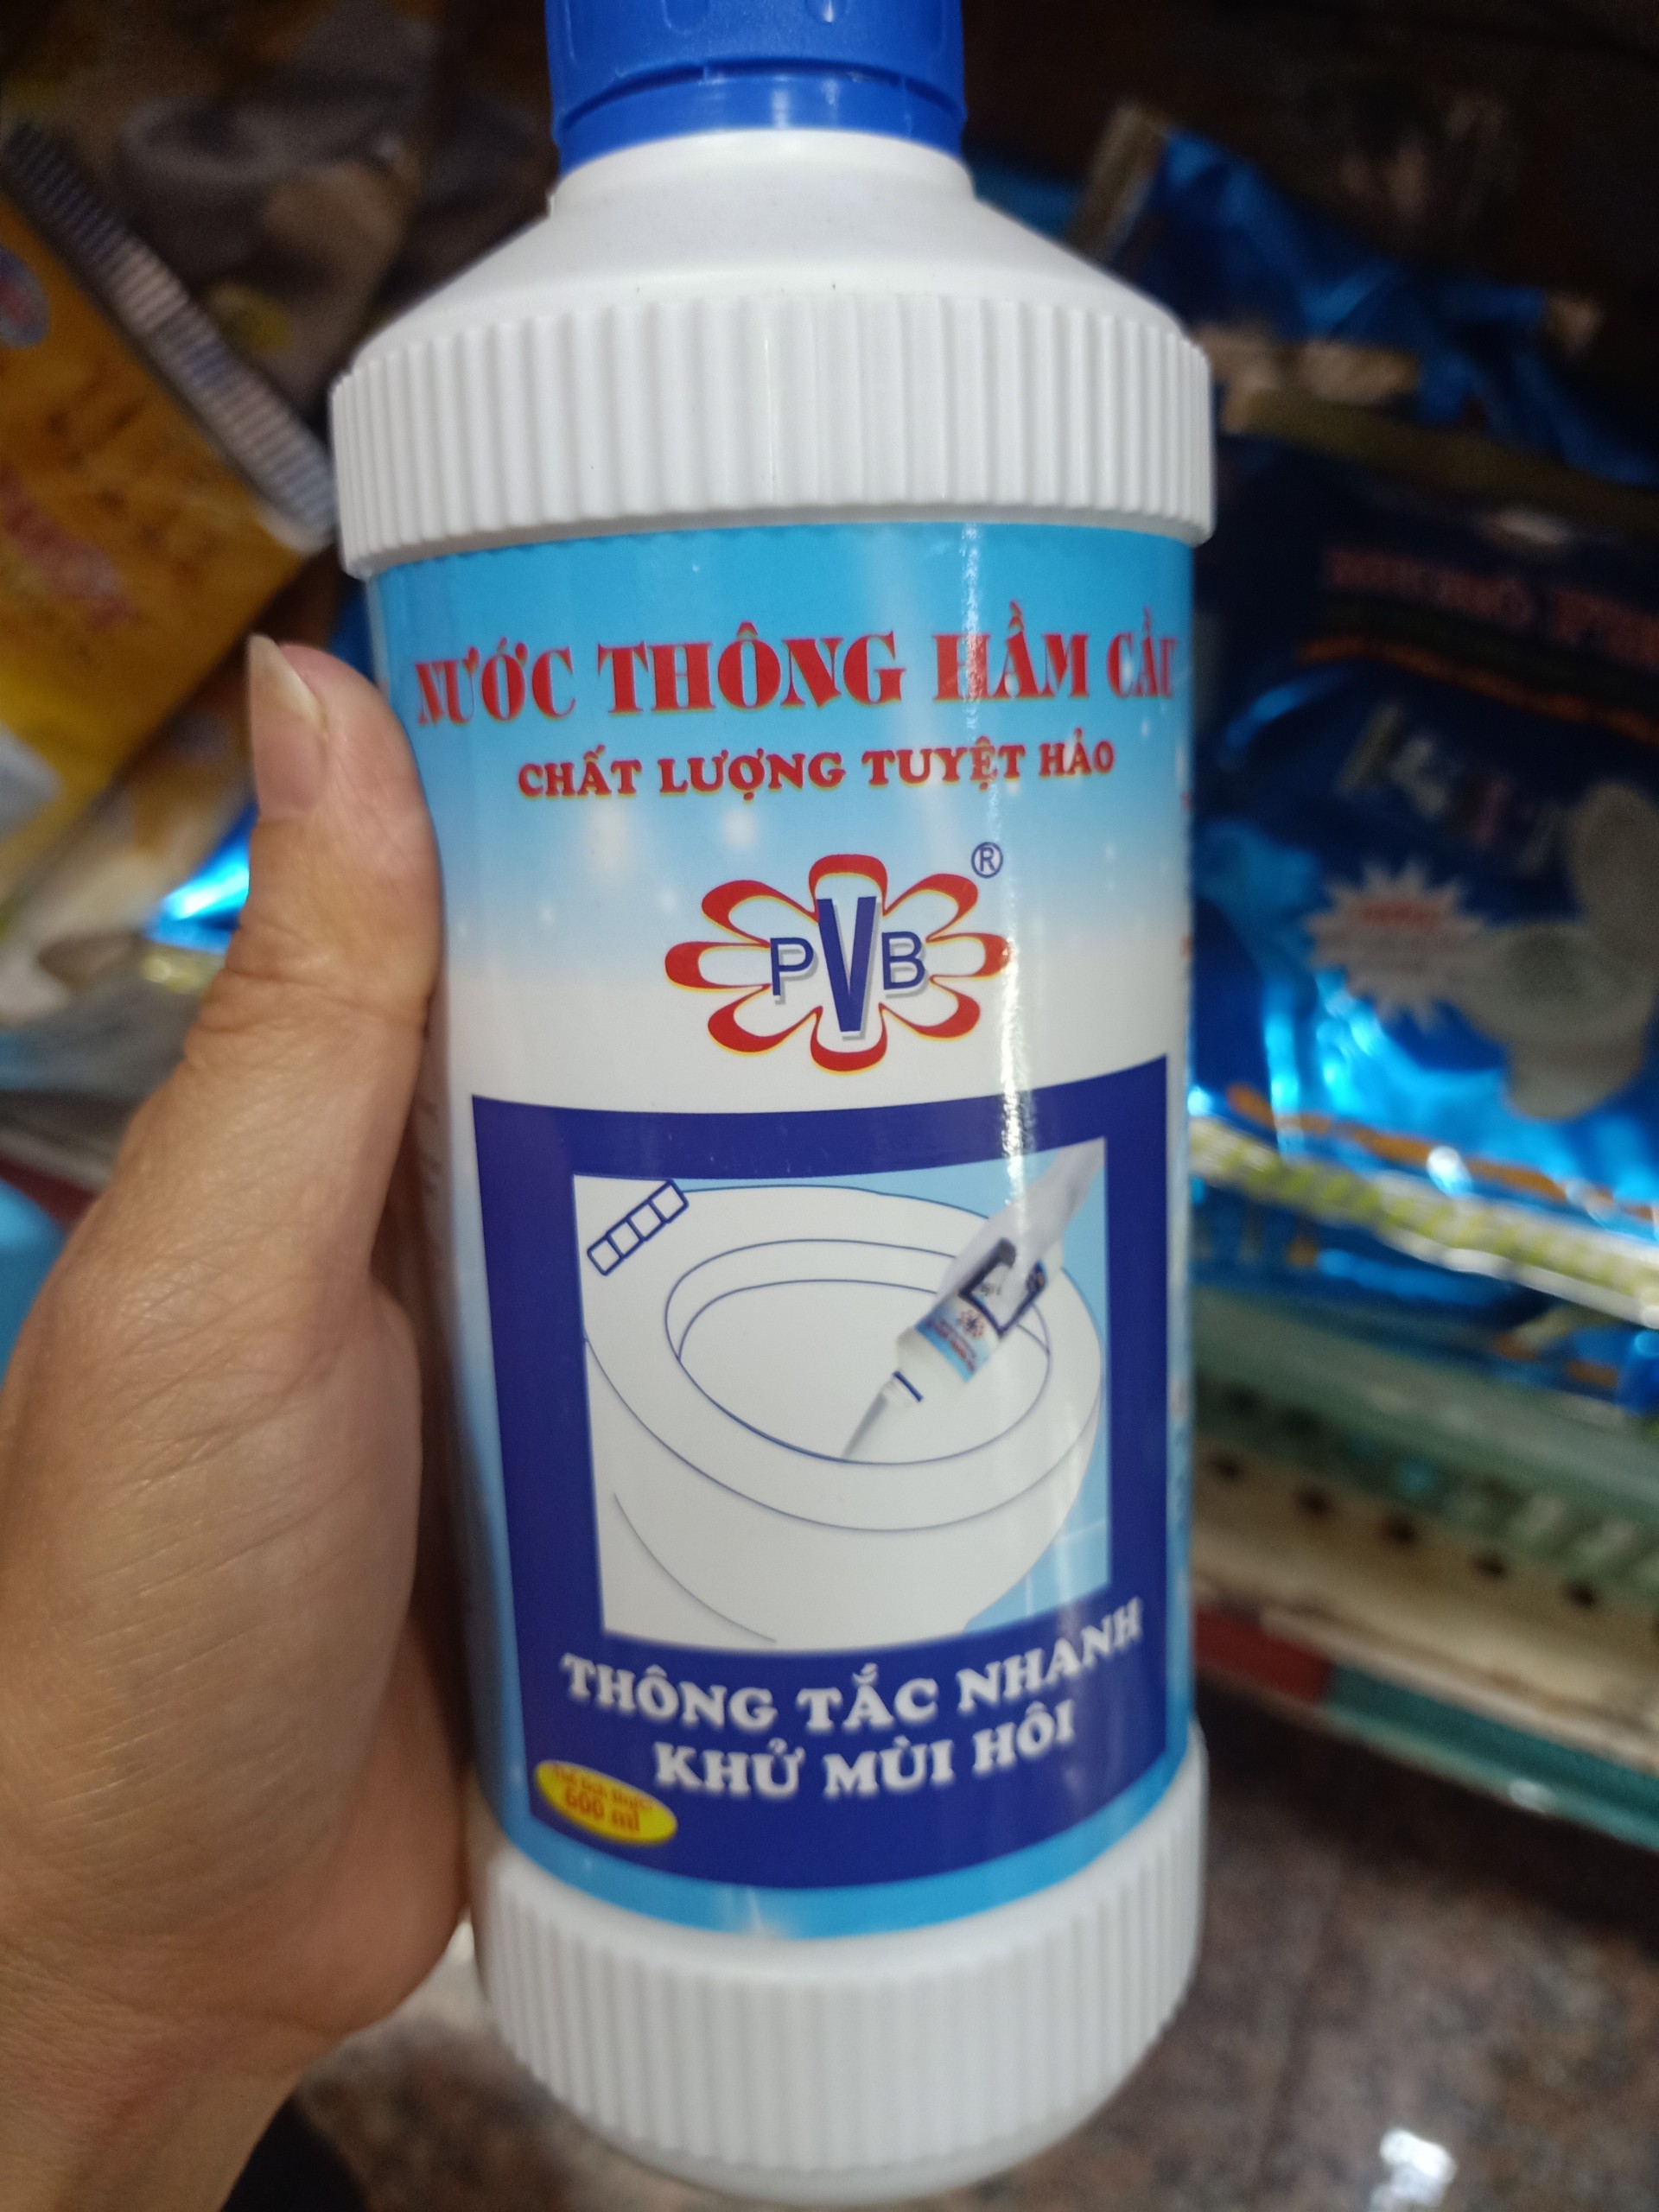 NƯỚC THÔNG HẦM CẦU
CHẤT LƯỢNG TUYỆT HẢO
PVB ®
THÔNG TẮC NHANH
KHỬ MÙI HÔI
600 ml